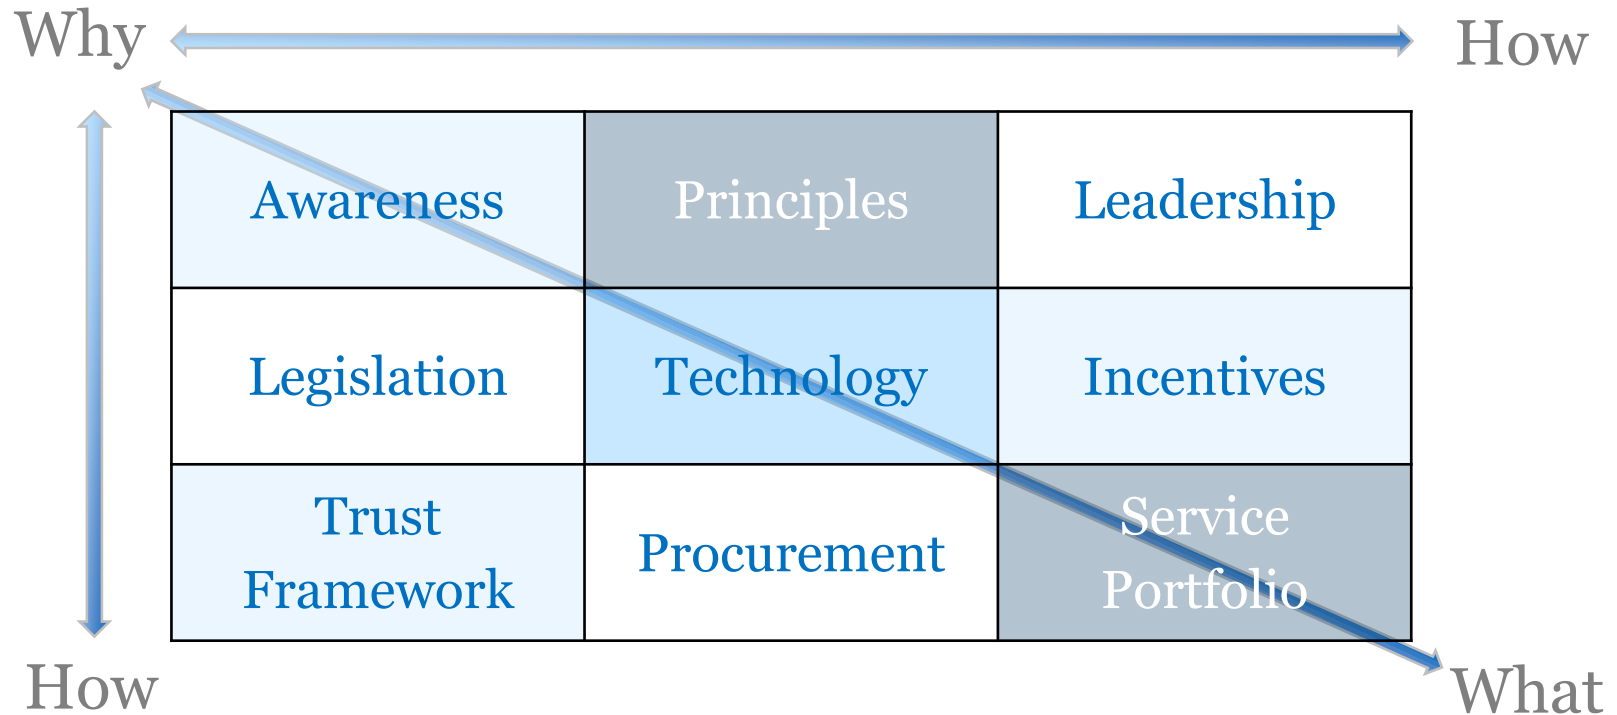 Why
How
Awareness
Principles
Leadership
Legislation
Technology
Incentives
Trust
Framework
Procurement
Service
Portfolio
How
What